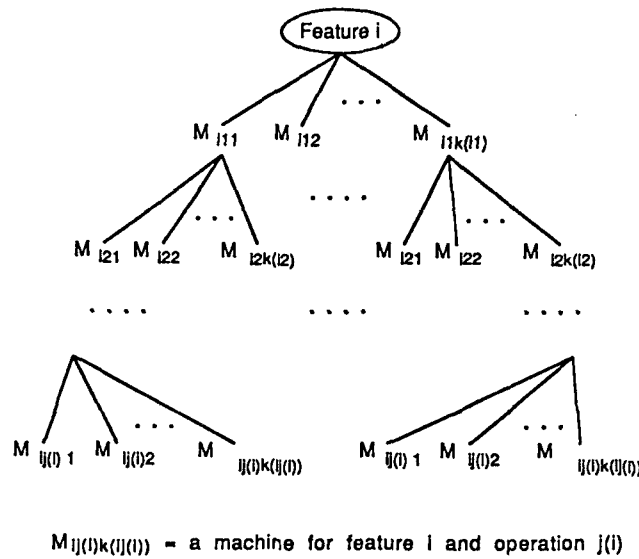 Feature i
. . .
M i11 M i12 M i1k(i1)
. . . .
. . . . . .
M i21 M i22 M i2k(i2) M i21 M i22 M i2k(i2)
. . . . . . . . . . . .
. . . . . .
M ij(i) 1 M ij(i)2 M ij(i)k(ij(i)) M ij(i) 1 M ij(i)2 M ij(i)k(ij(i))
M ij(i)k(ij(i)) = a machine for feature i and operation j(i)